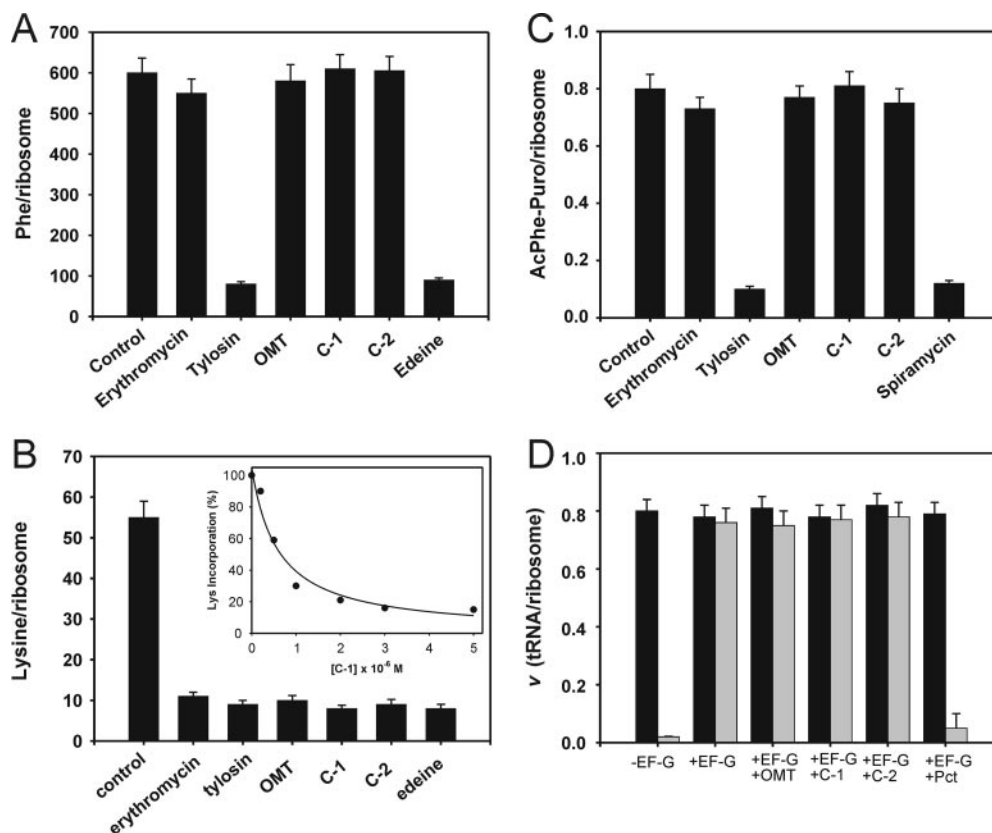 A
Phe/ribosome
700
600
500
400
300
200
100
0
Control
Erythromycin
Tylosin
OMT
C-1
C-2
Edeine
B
Lysine/ribosome
70
60
50
40
30
20
10
0
control
erythromycin
tylosin
OMT
C-1
C-2
edeine
Lys Incorporation (%)
100
80
60
40
20
0
0 1 2 3 4 5
[C-1] x 10⁻⁶ M
C
AcPhe-Puro/ribosome
1.0
0.8
0.6
0.4
0.2
0.0
Control
Erythromycin
Tylosin
OMT
C-1
C-2
Spiramycin
D
v (tRNA/ribosome)
1.0
0.8
0.6
0.4
0.2
0.0
-EF-G
+EF-G
+EF-G
+OMT
+EF-G
+C-1
+EF-G
+C-2
+EF-G
+Pct